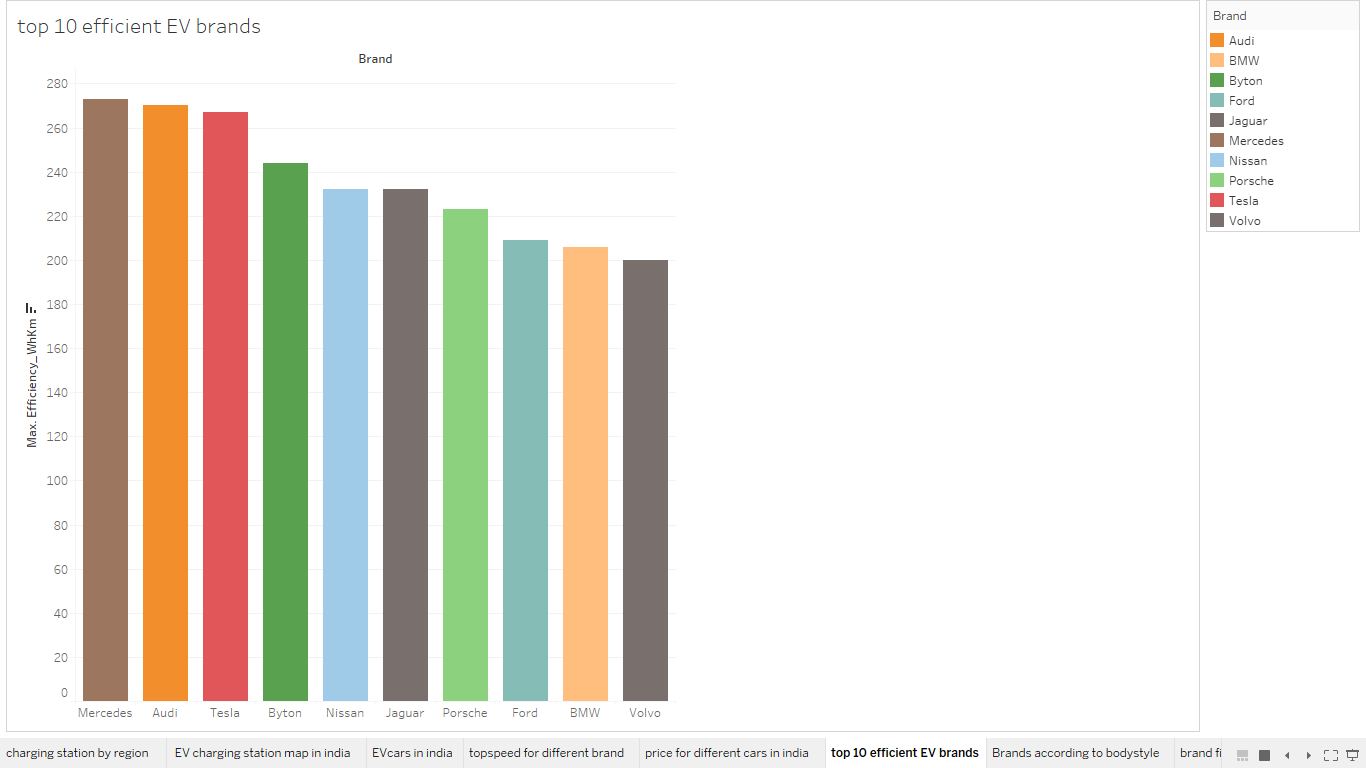 top 10 efficient EV brands
Brand
280
260
240
220
200
180
160
140
120
100
80
60
40
20
0
Max. Efficiency_WhKm
Mercedes Audi Tesla Byton Nissan Jaguar Porsche Ford BMW Volvo
Brand
Audi
BMW
Byton
Ford
Jaguar
Mercedes
Nissan
Porsche
Tesla
Volvo
charging station by region EV charging station map in india EVcars in india topspeed for different brand price for different cars in india top 10 efficient EV brands Brands according to bodystyle brand fi